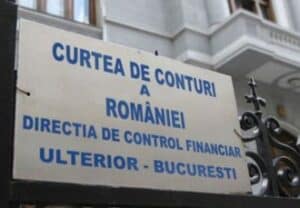 CURTEA DE CONTURI
A
ROMÂNIEI
DIRECTIA DE CONTROL FINANCIAR
ULTERIOR - BUCURESTI